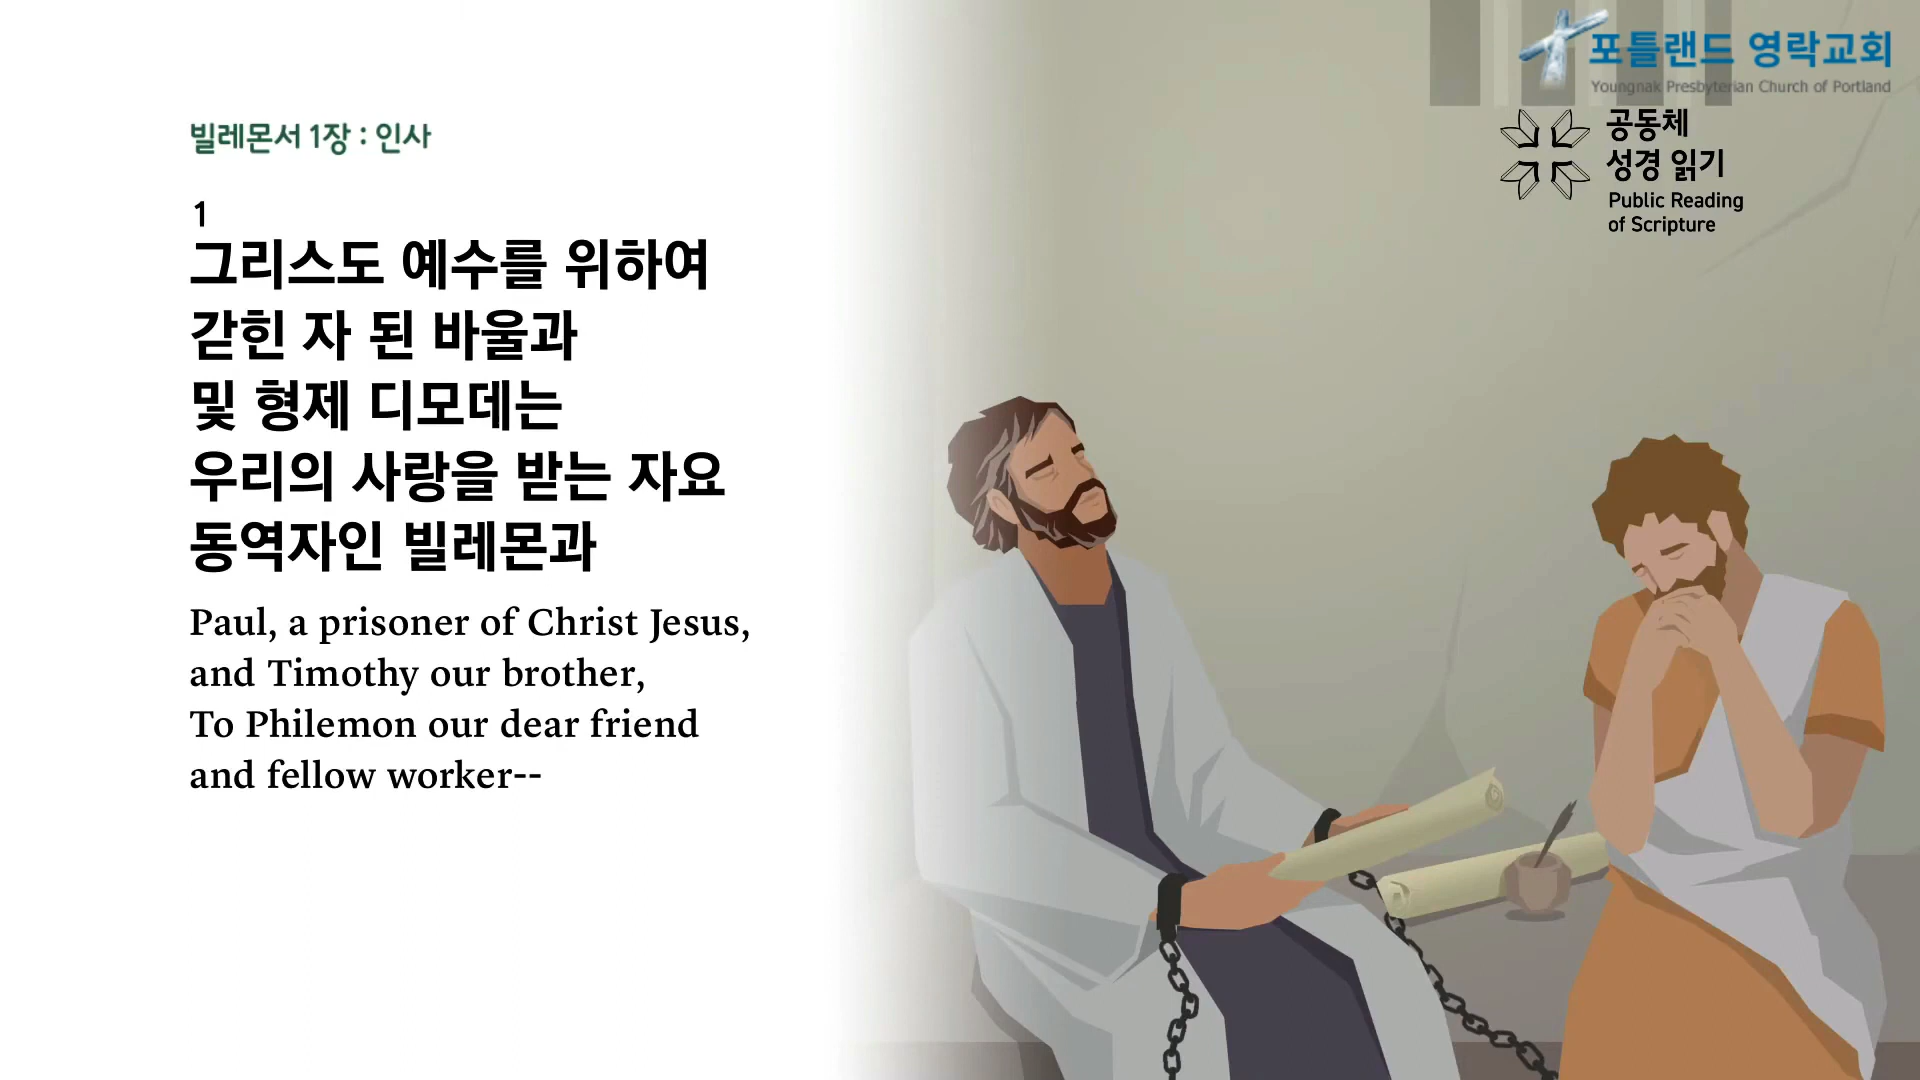 포틀랜드 영락교회
Youngnak Presbyterian Church of Portland
공동체
성경 읽기
Public Reading
of Scripture
빌레몬서 1장 : 인사
1
그리스도 예수를 위하여
갇힌 자 된 바울과
및 형제 디모데는
우리의 사랑을 받는 자요
동역자인 빌레몬과
Paul, a prisoner of Christ Jesus,
and Timothy our brother,
To Philemon our dear friend
and fellow worker--